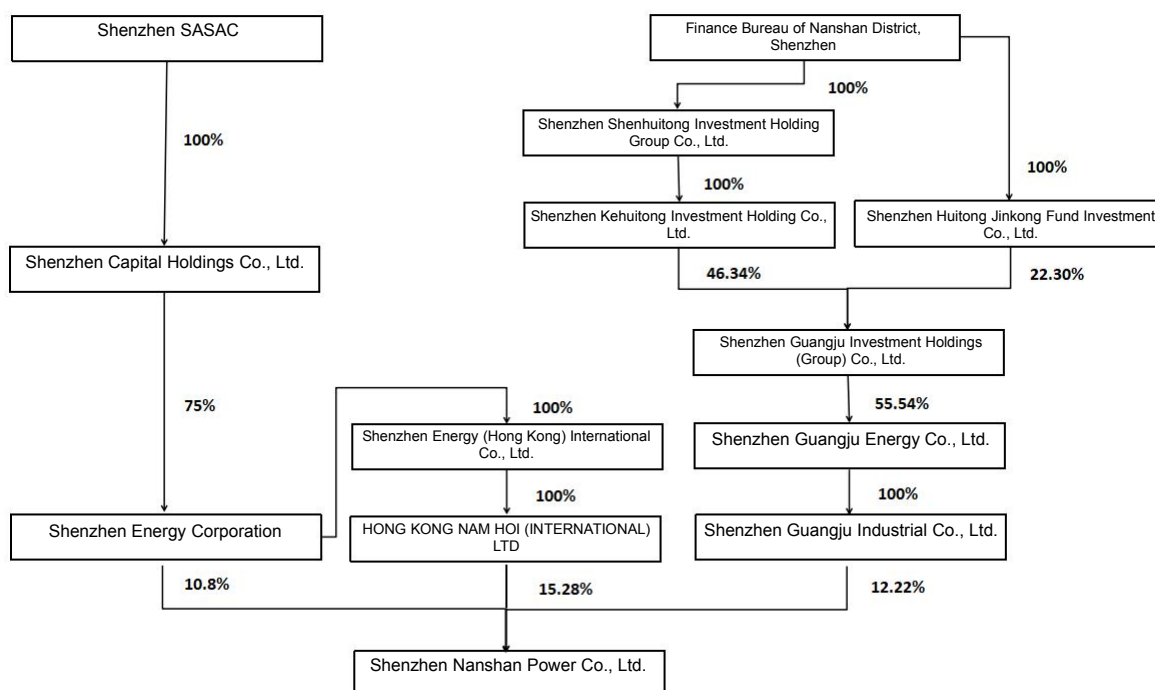 Shenzhen SASAC
Finance Bureau of Nanshan District,
Shenzhen
100%
Shenzhen Shenhuitong Investment Holding
Group Co., Ltd.
100%
100%
100%
Shenzhen Kehuitong Investment Holding Co.,
Ltd.
Shenzhen Huitong Jinkong Fund Investment
Co., Ltd.
Shenzhen Capital Holdings Co., Ltd.
46.34%
22.30%
Shenzhen Guangju Investment Holdings
(Group) Co., Ltd.
75%
100%
55.54%
Shenzhen Energy (Hong Kong) International
Co., Ltd.
Shenzhen Guangju Energy Co., Ltd.
100%
100%
Shenzhen Energy Corporation
HONG KONG NAM HOI (INTERNATIONAL)
LTD
Shenzhen Guangju Industrial Co., Ltd.
10.8%
15.28%
12.22%
Shenzhen Nanshan Power Co., Ltd.